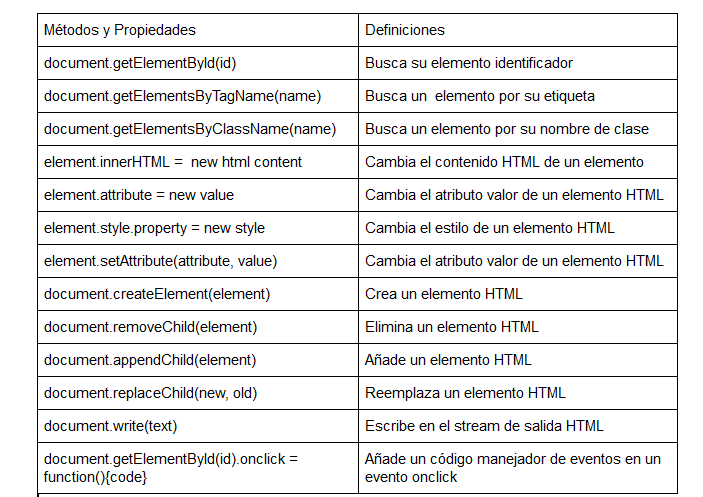 Métodos y Propiedades Definiciones
document.getElementById(id) Busca su elemento identificador
document.getElementsByTagName(name) Busca un elemento por su etiqueta
document.getElementsByClassName(name) Busca un elemento por su nombre de clase
element.innerHTML = new html content Cambia el contenido HTML de un elemento
element.attribute = new value Cambia el atributo valor de un elemento HTML
element.style.property = new style Cambia el estilo de un elemento HTML
element.setAttribute(attribute, value) Cambia el atributo valor de un elemento HTML
document.createElement(element) Crea un elemento HTML
document.removeChild(element) Elimina un elemento HTML
document.appendChild(element) Añade un elemento HTML
document.replaceChild(new, old) Reemplaza un elemento HTML
document.write(text) Escribe en el stream de salida HTML
document.getElementById(id).onclick = Añade un código manejador de eventos en un
function(){code} evento onclick